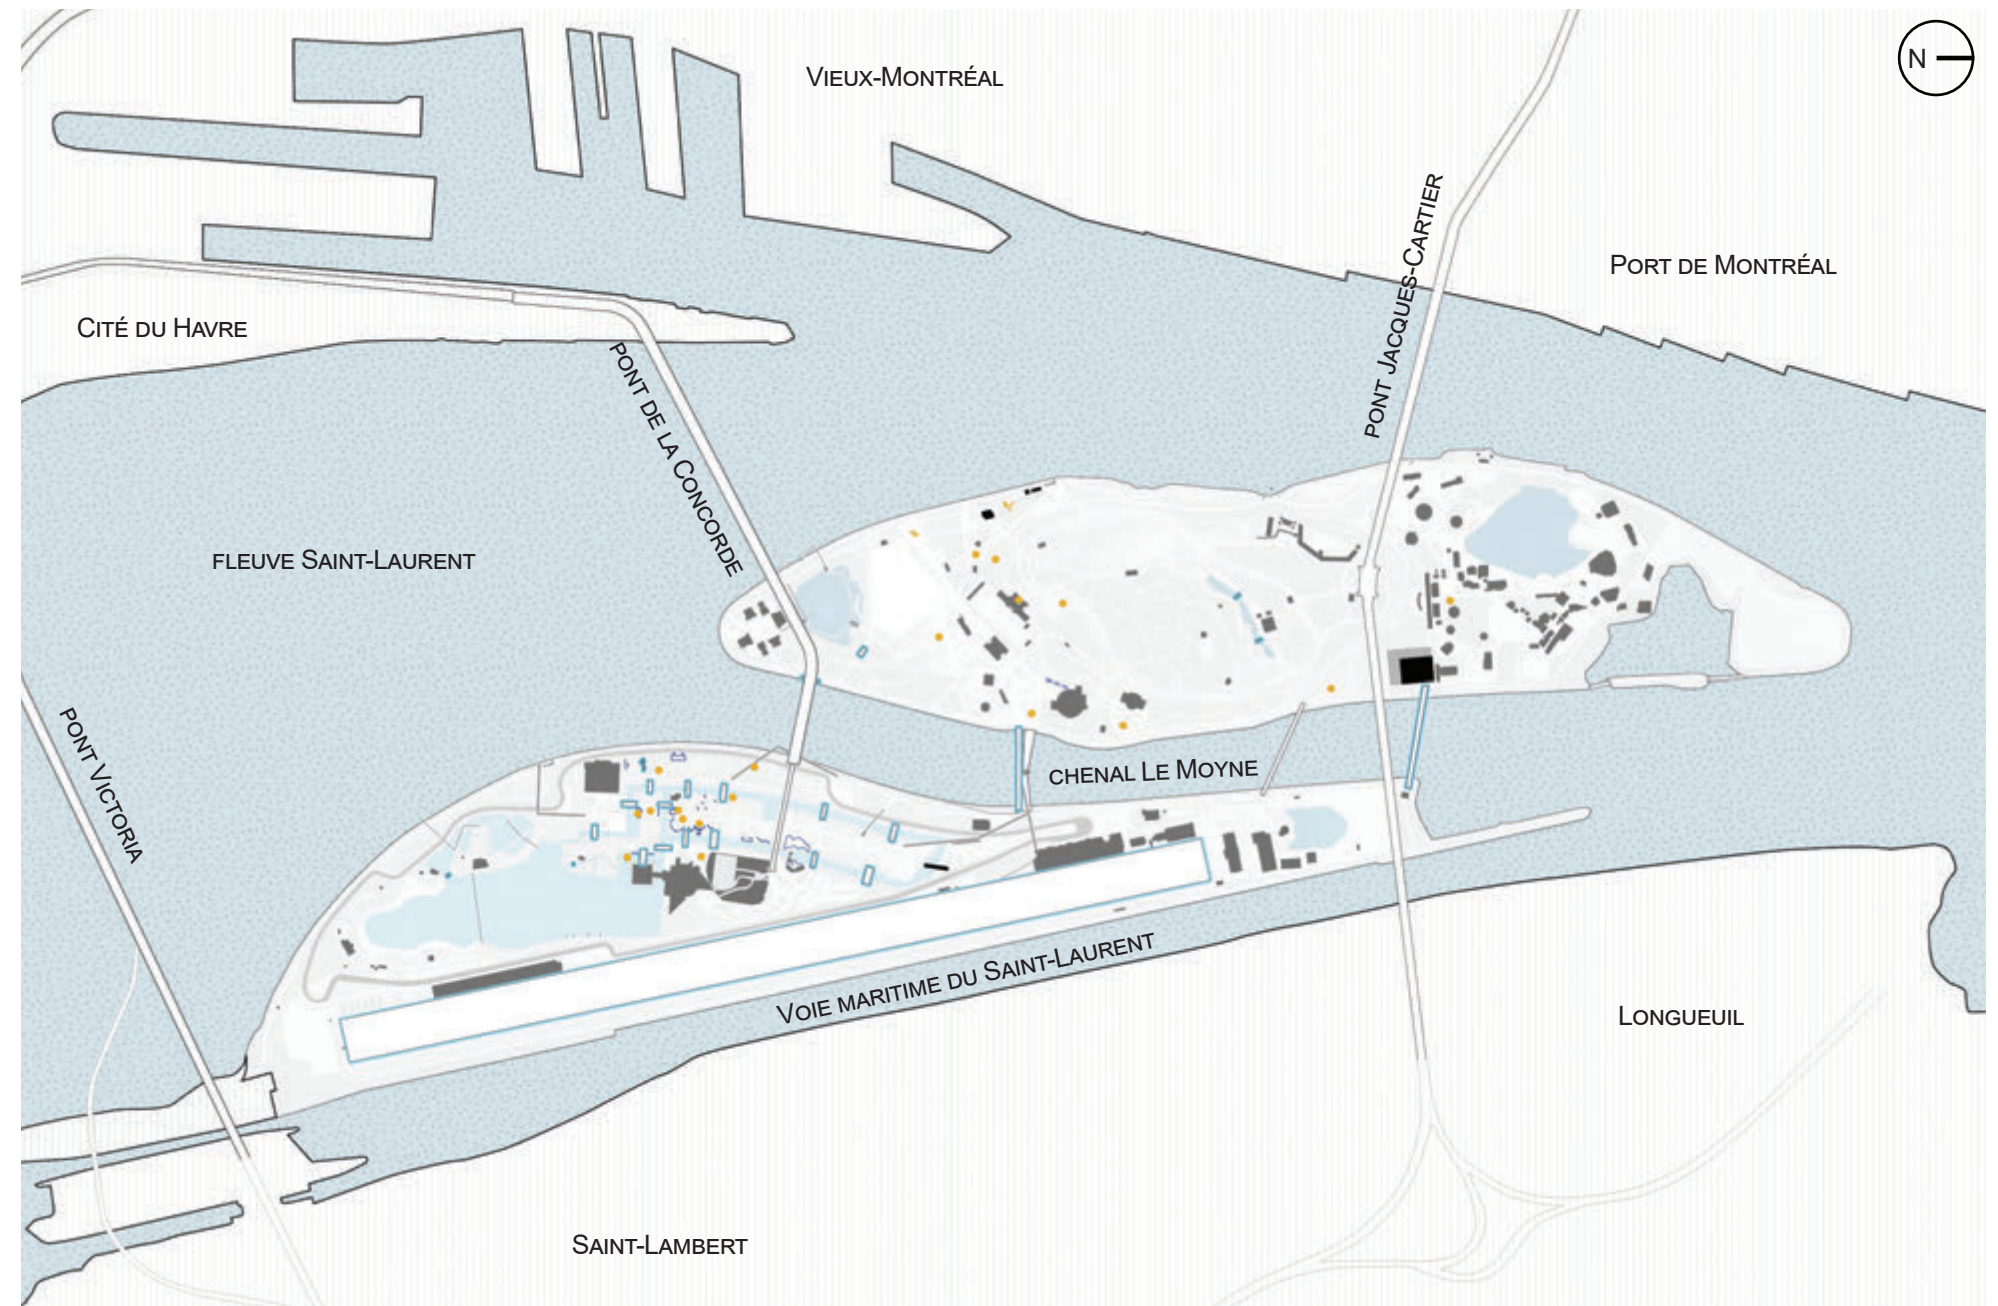 N
VIEUX-MONTRÉAL
PORT DE MONTRÉAL
PONT JACQUES-CARTIER
CITÉ DU HAVRE
PONT DE LA CONCORDE
FLEUVE SAINT-LAURENT
PONT VICTORIA
CHENAL LE MOYNE
VOIE MARITIME DU SAINT-LAURENT
LONGUEUIL
SAINT-LAMBERT